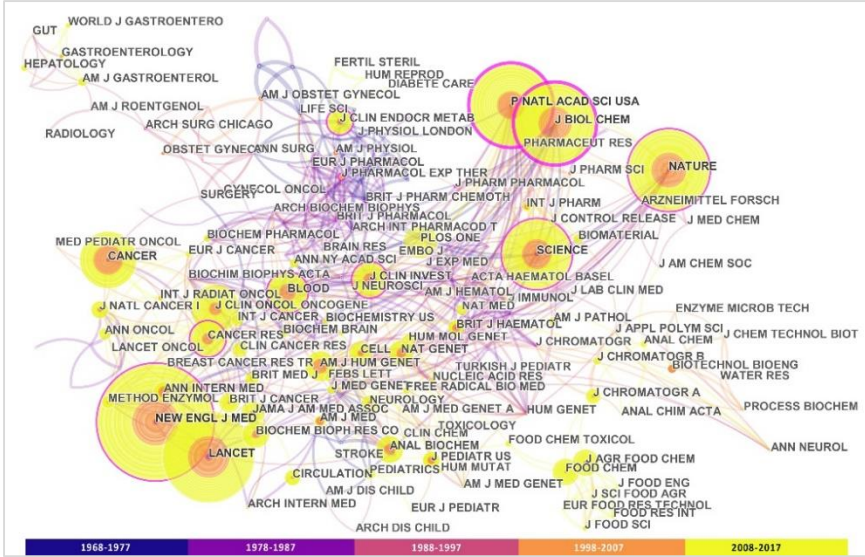 WORLD J GASTROENTERO
GUT
GASTROENTEROLOGY
HEPATOLOGY
AM J GASTROENTEROL
FERTIL STERIL
HUM REPROD
DIABETE CARE
AM J ROENTGENOL
AM J OBSTET GYNECOL
P NATL ACAD SCI USA
LIFE SCI
J CLIN ENDOCR METAB
J BIOL CHEM
RADIOLOGY
ARCH SURG CHICAGO
J PHYSIOL LONDON
PHARMACEUT RES
OBSTET GYNEC
ANN SURG
AM J PHYSIOL
EUR J PHARMACOL
NATURE
J PHARMACOL EXP THER
J PHARM SCI
GYNECOL ONCOL
SURGERY
J PHARM PHARMACOL
BRIT J PHARM CHEMOTH
ARZNEIMITTEL FORSCH
ARCH BIOCHEM BIOPHYS
INT J PHARM
BRIT J PHARMACOL
J CONTROL RELEASE
J MED CHEM
ARCH INT PHARMACOD T
BIOCHEM PHARMACOL
PLOS ONE
BIOMATERIAL
MED PEDIATR ONCOL
EUR J CANCER
BRAIN RES
EMBO J
SCIENCE
CANCER
ANN NY ACAD SCI
J EXP MED
J AM CHEM SOC
BIOCHIM BIOPHYS ACTA
J CLIN INVEST
ACTA HAEMATOL BASEL
J NEUROSCI
BLOOD
AM J HEMATOL
J LAB CLIN MED
INT J RADIAT ONCOL
J IMMUNOL
J NATL CANCER I
J CLIN ONCOL
ONCOGENE
NAT MED
ENZYME MICROB TECH
INT J CANCER
BIOCHEMISTRY US
AM J PATHOL
ANN ONCOL
CANCER RES
BIOCHEM
BRAIN
BRIT J HAEMATOL
J APPL POLYM SCI
J CHEM TECHNOL BIOT
LANCET ONCOL
CLIN CANCER RES
HUM MOL GENET
J CHROMATOGR
ANAL CHEM
CELL
NAT GENET
J CHROMATOGR B
BREAST CANCER RES TR
AM J HUM GENET
TURKISH J PEDIATR
BIOTECHNOL BIOENG
BRIT MED J
FEBS LETT
NUCLEIC ACID RES
WATER RES
ANN INTERN MED
J MED GENET
FREE RADICAL BIO MED
METHOD ENZYMOL
BRIT J CANCER
NEUROLOGY
J CHROMATOGR A
JAMA J AM MED ASSOC
AM J MED GENET A
HUM GENET
PROCESS BIOCHEM
NEW ENGL J MED
AM J MED
ANAL CHIM ACTA
TOXICOLOGY
BIOCHEM BIOPH RES CO
CLIN CHEM
ANAL BIOCHEM
FOOD CHEM TOXICOL
ANN NEUROL
LANCET
STROKE
J PEDIATR US
J AGR FOOD CHEM
PEDIATRICS
HUM MUTAT
FOOD CHEM
CIRCULATION
AM J MED GENET
J FOOD ENG
AM J DIS CHILD
J SCI FOOD AGR
ARCH INTERN MED
EUR J PEDIATR
EUR FOOD RES TECHNOL
FOOD RES INT
ARCH DIS CHILD
J FOOD SCI
1968-1977 1978-1987 1988-1997 1998-2007 2008-2017